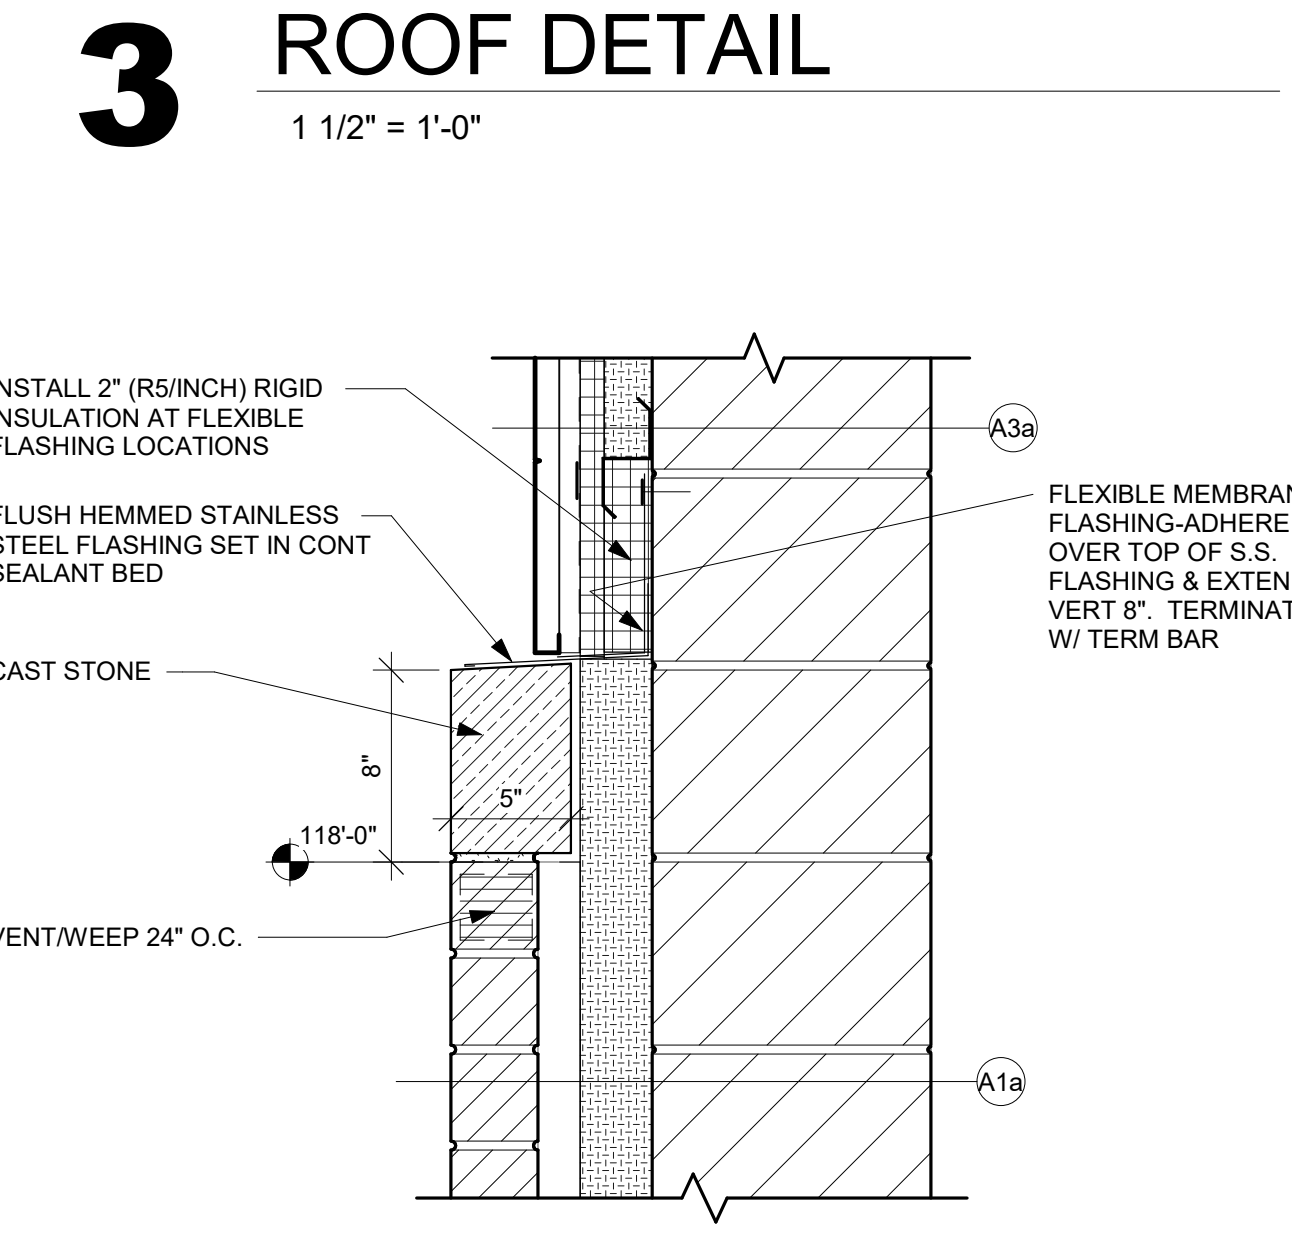 3 ROOF DETAIL
1 1/2" = 1'-0"
NSTALL 2" (R5/INCH) RIGID
NSULATION AT FLEXIBLE
FLASHING LOCATIONS
FLUSH HEMMED STAINLESS
STEEL FLASHING SET IN CONT
SEALANT BED
CAST STONE
8"
5"
118'-0"
VENT/WEEP 24" O.C.
A3a
FLEXIBLE MEMBRAN
FLASHING-ADHERE
OVER TOP OF S.S.
FLASHING & EXTEN
VERT 8". TERMINAT
W/ TERM BAR
A1a